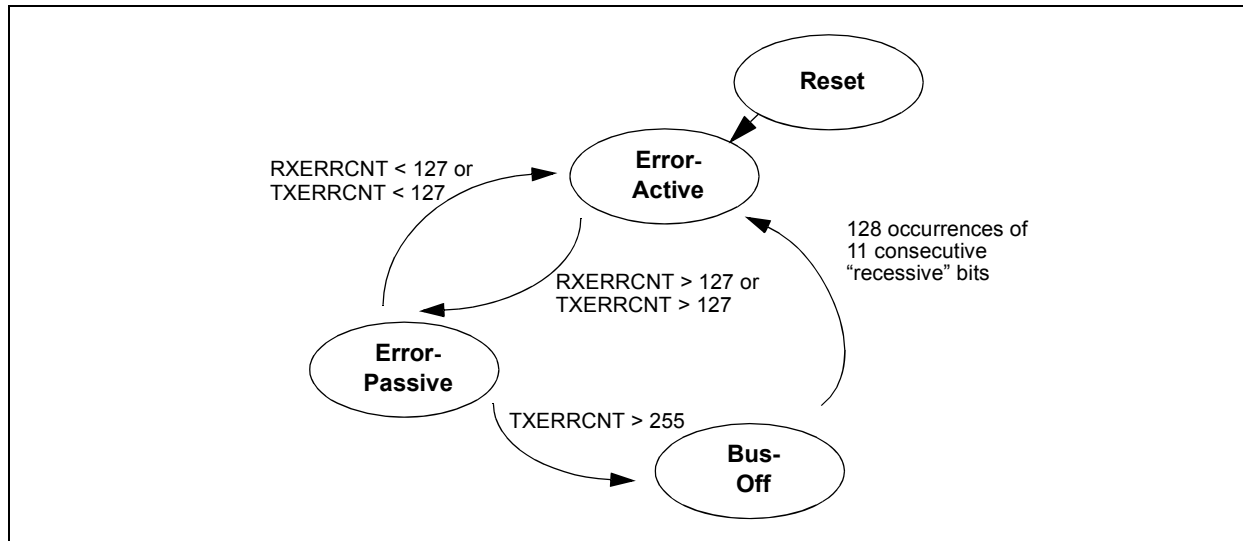 Reset
Error-
Active
RXERRCNT < 127 or
TXERRCNT < 127
128 occurrences of
11 consecutive
“recessive” bits
RXERRCNT > 127 or
TXERRCNT > 127
Error-
Passive
TXERRCNT > 255
Bus-
Off